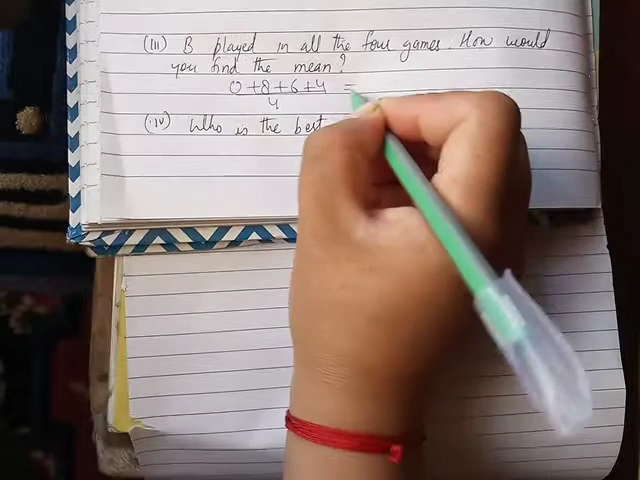 (iii) B played in all the four games. How would
you find the mean?
0 + 8 + 6 + 4 =
4
(iv) Who is the best